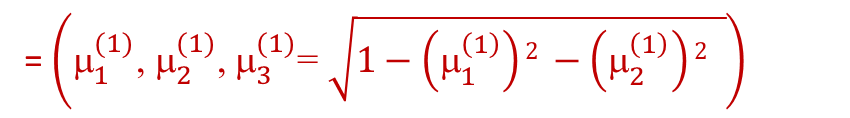 = (μ₁⁽¹⁾, μ₂⁽¹⁾, μ₃⁽¹⁾= √(1 − (μ₁⁽¹⁾)² − (μ₂⁽¹⁾)²))